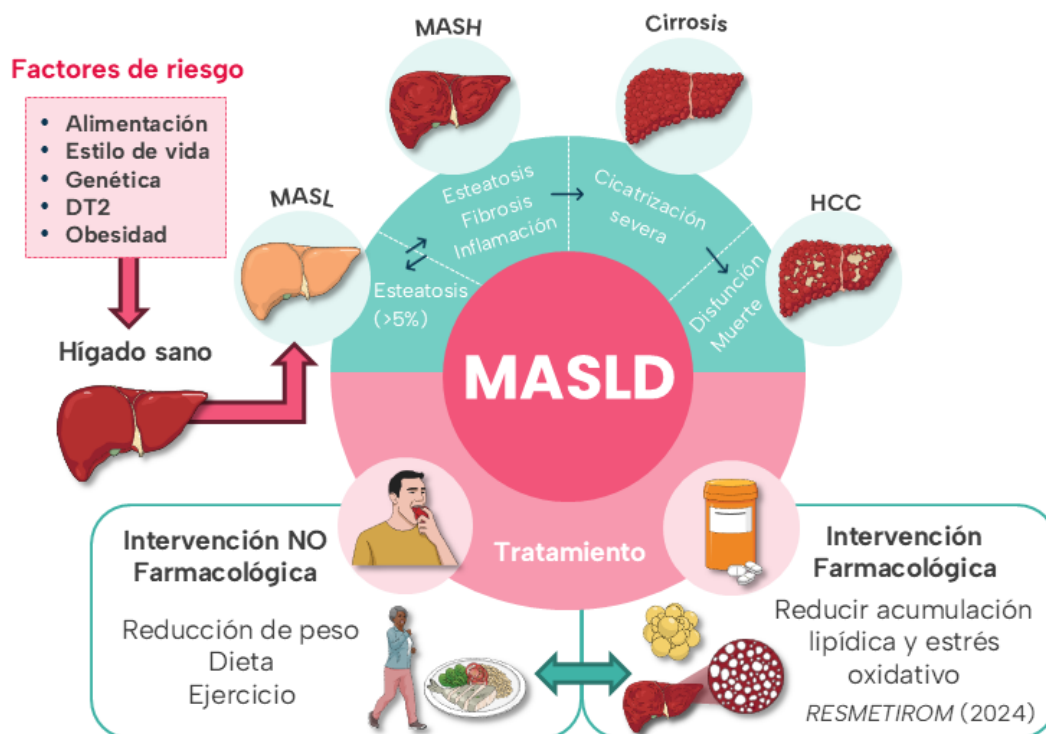 Factores de riesgo
• Alimentación
• Estilo de vida
• Genética
• DT2
• Obesidad
Hígado sano
MASL
MASH
Cirrosis
HCC
Esteatosis
(>5%)
Esteatosis
Fibrosis
Inflamación
Cicatrización
severa
Disfunción
Muerte
MASLD
Tratamiento
Intervención NO
Farmacológica
Reducción de peso
Dieta
Ejercicio
Intervención
Farmacológica
Reducir acumulación
lipídica y estrés
oxidativo
RESMETIROM (2024)